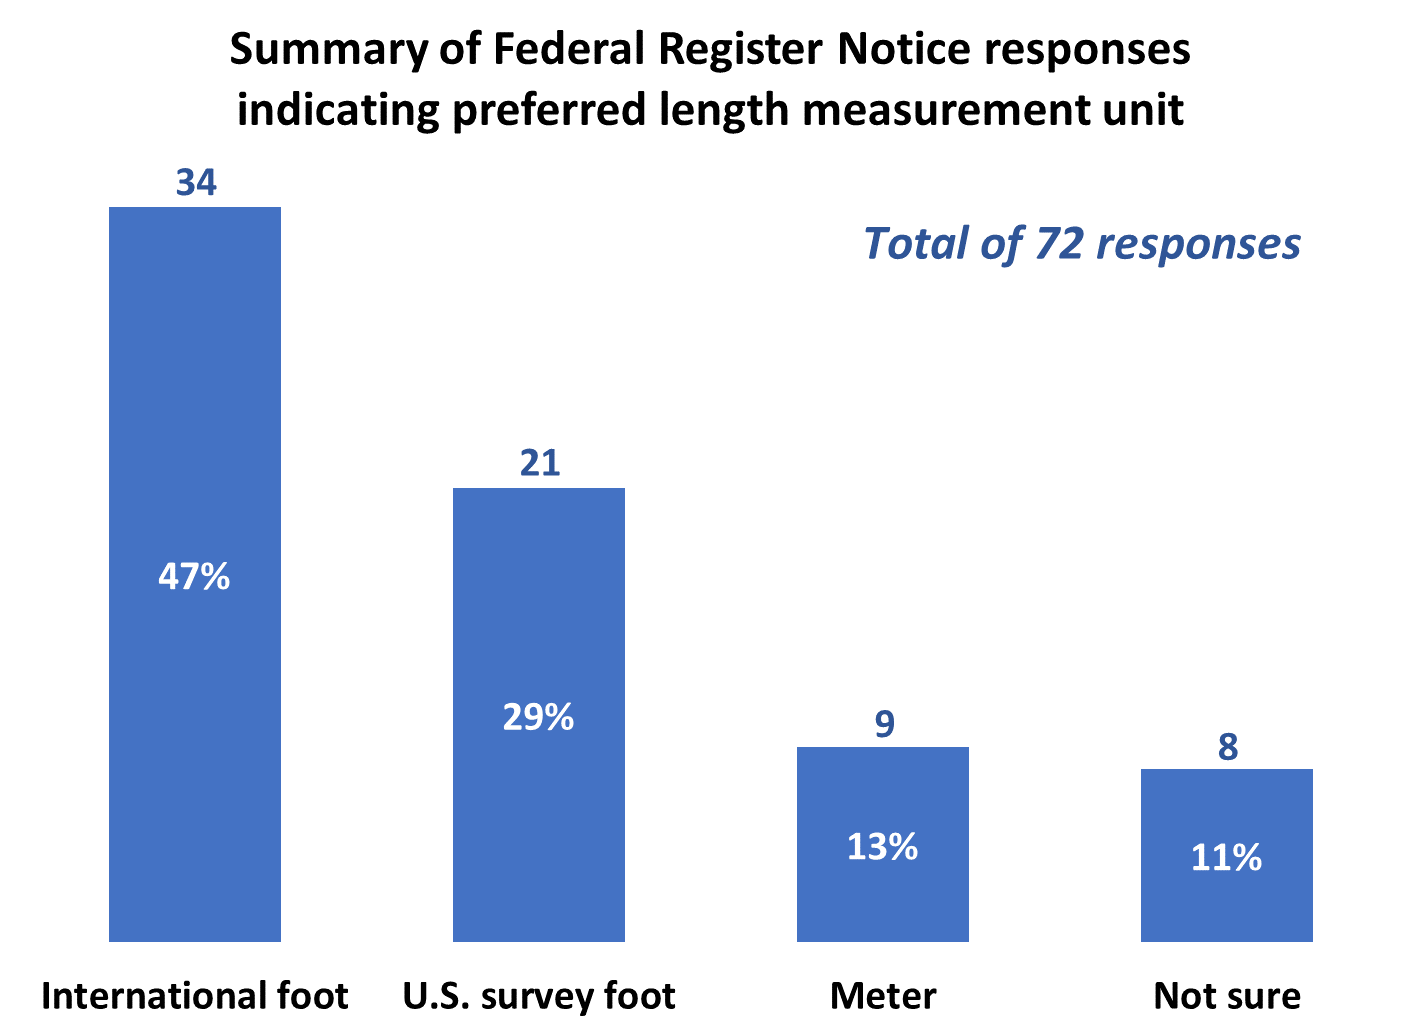 Summary of Federal Register Notice responses
indicating preferred length measurement unit
34
Total of 72 responses
21
47%
29%
9
8
13%
11%
International foot
U.S. survey foot
Meter
Not sure